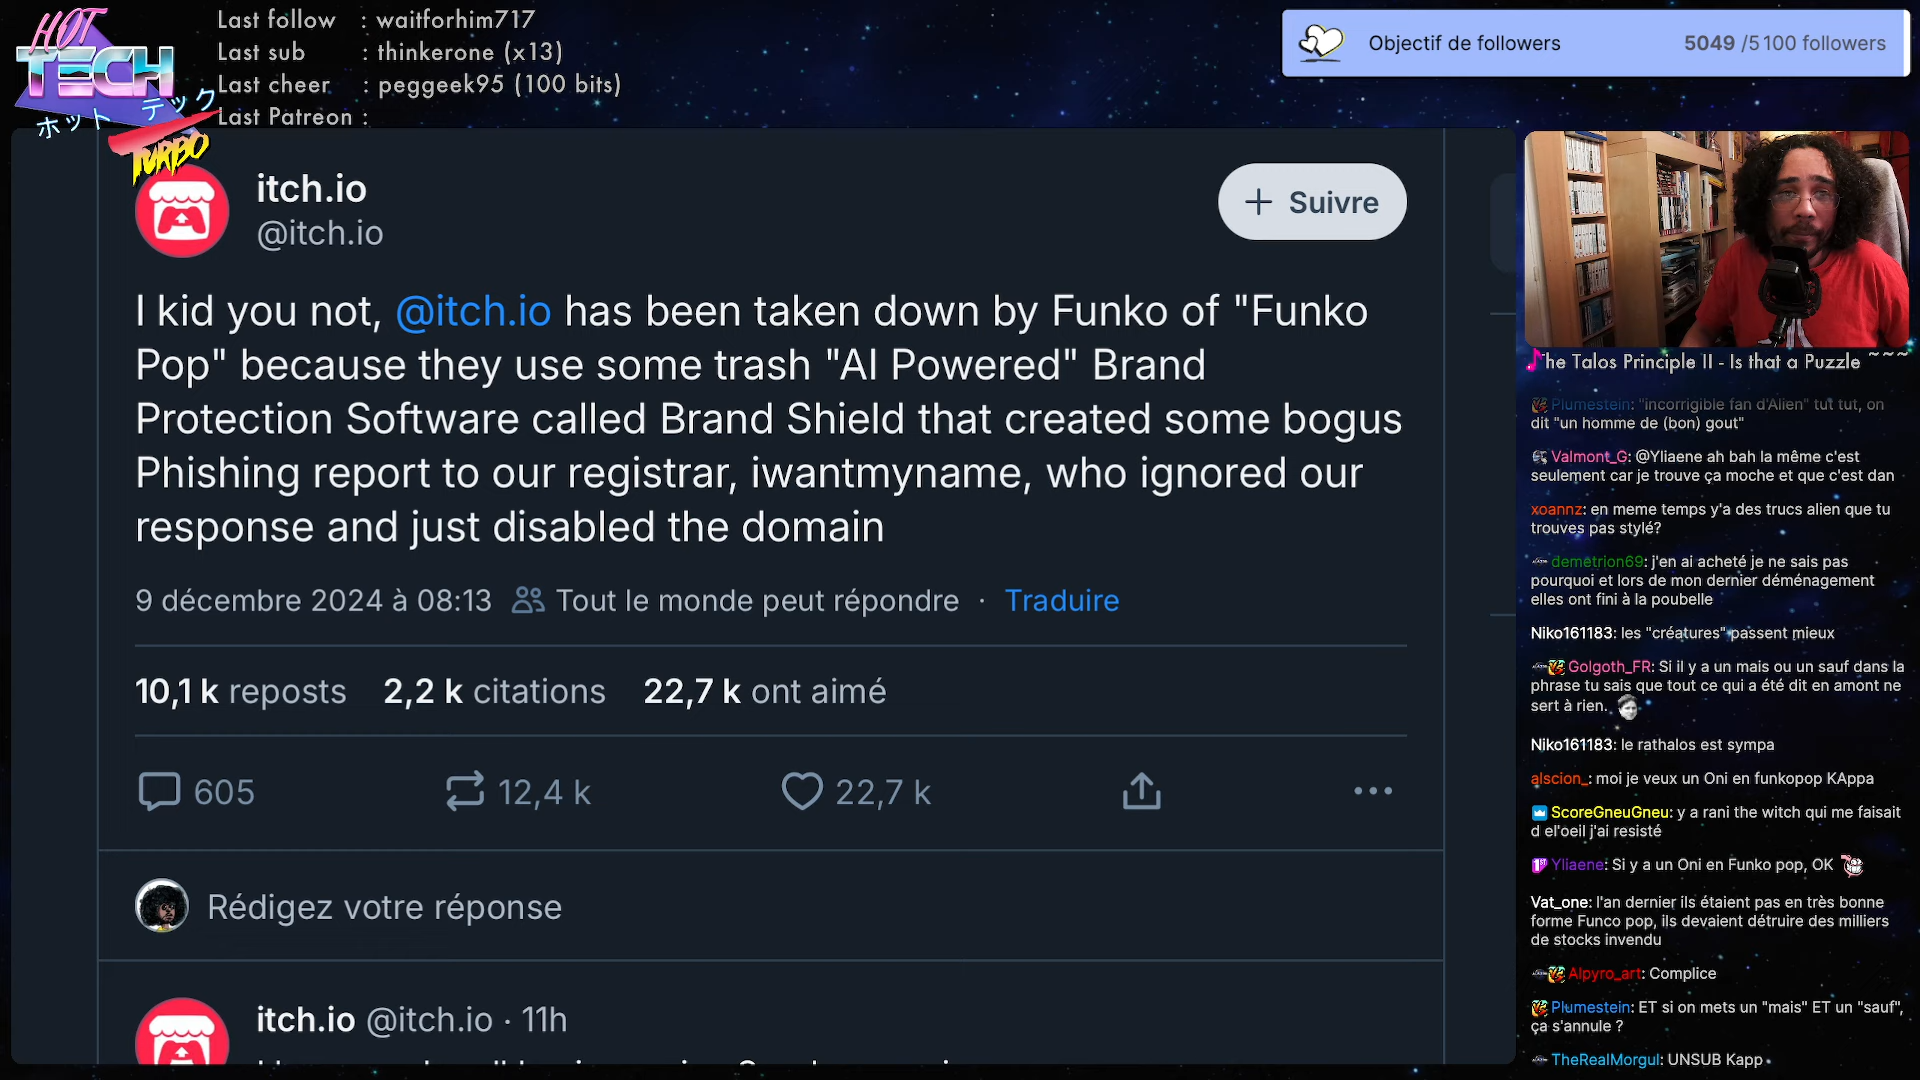 HOT
TECH
ホット テック
TURBO
Last follow : waitforhim717
Last sub : thinkerone (x13)
Last cheer : peggeek95 (100 bits)
Last Patreon :
Objectif de followers 5049 /5 100 followers
itch.io
@itch.io
+ Suivre
I kid you not, @itch.io has been taken down by Funko of "Funko
Pop" because they use some trash "AI Powered" Brand
Protection Software called Brand Shield that created some bogus
Phishing report to our registrar, iwantmyname, who ignored our
response and just disabled the domain
9 décembre 2024 à 08:13 Tout le monde peut répondre · Traduire
10,1 k reposts 2,2 k citations 22,7 k ont aimé
605 12,4 k 22,7 k
Rédigez votre réponse
itch.io @itch.io · 11h
he Talos Principle II - Is that a Puzzle ~~~
Plumestein: "incorrigible fan d'Alien" tut tut, on
dit "un homme de (bon) gout"
Valmont_G: @Yliaene ah bah la même c'est
seulement car je trouve ça moche et que c'est dan
xoannz: en meme temps y'a des trucs alien que tu
trouves pas stylé?
demetrion69: j'en ai acheté je ne sais pas
pourquoi et lors de mon dernier déménagement
elles ont fini à la poubelle
Niko161183: les "créatures" passent mieux
Golgoth_FR: Si il y a un mais ou un sauf dans la
phrase tu sais que tout ce qui a été dit en amont ne
sert à rien.
Niko161183: le rathalos est sympa
alscion_: moi je veux un Oni en funkopop KAppa
ScoreGneuGneu: y a rani the witch qui me faisait
d el'oeil j'ai resisté
Yliaene: Si y a un Oni en Funko pop, OK
Vat_one: l'an dernier ils étaient pas en très bonne
forme Funco pop, ils devaient détruire des milliers
de stocks invendu
Alpyro_art: Complice
Plumestein: ET si on mets un "mais" ET un "sauf",
ça s'annule ?
TheRealMorgul: UNSUB Kapp